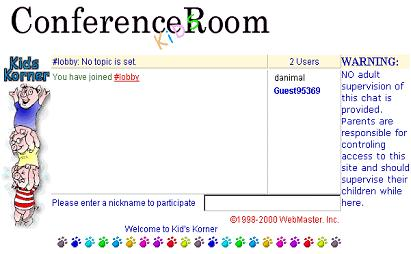 ConferenceRoom
Kids
Kids
Korner
#lobby: No topic is set.
2 Users
You have joined #lobby
danimal
Guest95369
WARNING:
NO adult
supervision of
this chat is
provided.
Parents are
responsible for
controling
access to this
site and should
supervise their
children while
here.
Please enter a nickname to participate
©1998-2000 WebMaster. Inc.
Welcome to Kid's Korner